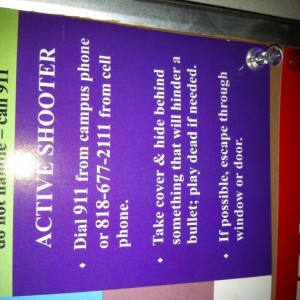 do not handle – call 911
ACTIVE SHOOTER
• Dial 911 from campus phone
or 818-677-2111 from cell
phone.
• Take cover & hide behind
something that will hinder a
bullet; play dead if needed.
• If possible, escape through
window or door.